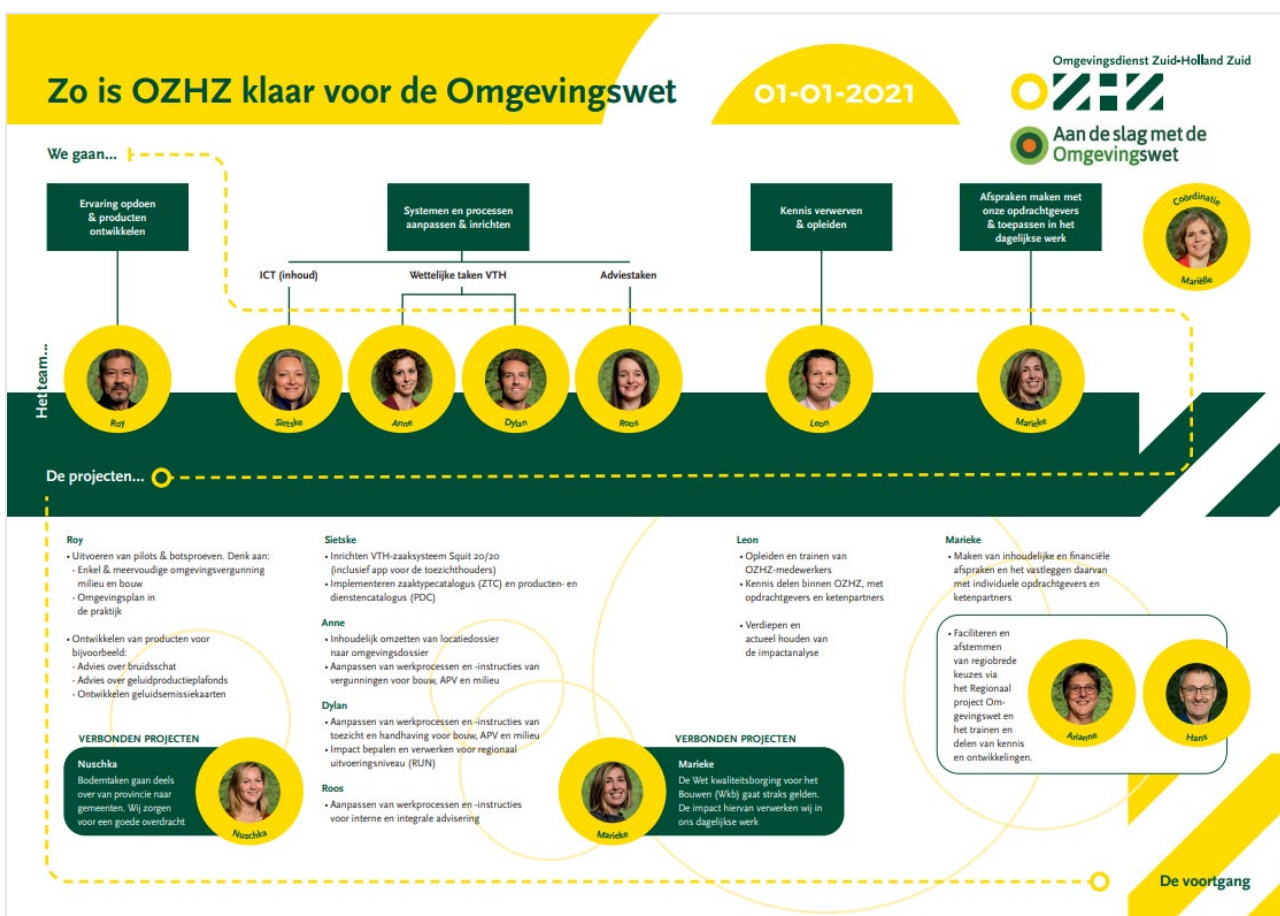 Zo is OZHZ klaar voor de Omgevingswet
01-01-2021
Omgevingsdienst Zuid-Holland Zuid
OZHZ
Aan de slag met de
Omgevingswet
We gaan...
Ervaring opdoen
& producten
ontwikkelen
Systemen en processen
aanpassen & inrichten
Kennis verwerven
& opleiden
Afspraken maken met
onze opdrachtgevers
& toepassen in het
dagelijkse werk
Coördinatie
Mariëlle
ICT (inhoud)
Wettelijke taken VTH
Adviestaken
Het team...
Roy
Sietske
Anne
Dylan
Roos
Leon
Marieke
De projecten...
Roy
• Uitvoeren van pilots & botsproeven. Denk aan:
- Enkel & meervoudige omgevingsvergunning
milieu en bouw
- Omgevingsplan in
de praktijk
• Ontwikkelen van producten voor
bijvoorbeeld:
- Advies over bruidsschat
- Advies over geluidproductieplafonds
- Ontwikkelen geluidsemissiekaarten
VERBONDEN PROJECTEN
Nuschka
Bodemtaken gaan deels
over van provincie naar
gemeenten. Wij zorgen
voor een goede overdracht
Nuschka
Sietske
• Inrichten VTH-zaaksysteem Squit 20/20
(inclusief app voor de toezichthouders)
• Implementeren zaaktypecatalogus (ZTC) en producten- en
dienstencatalogus (PDC)
Anne
• Inhoudelijk omzetten van locatiedossier
naar omgevingsdossier
• Aanpassen van werkprocessen en -instructies van
vergunningen voor bouw, APV en milieu
Dylan
• Aanpassen van werkprocessen en -instructies van
toezicht en handhaving voor bouw, APV en milieu
• Impact bepalen en verwerken voor regionaal
uitvoeringsniveau (RUN)
Roos
• Aanpassen van werkprocessen en -instructies
voor interne en integrale advisering
Leon
• Opleiden en trainen van
OZHZ-medewerkers
• Kennis delen binnen OZHZ, met
opdrachtgevers en ketenpartners
• Verdiepen en
actueel houden van
de impactanalyse
VERBONDEN PROJECTEN
Marieke
De Wet kwaliteitsborging voor het
Bouwen (Wkb) gaat straks gelden.
De impact hiervan verwerken wij in
ons dagelijkse werk
Marieke
Marieke
• Maken van inhoudelijke en financiële
afspraken en het vastleggen daarvan
met individuele opdrachtgevers en
ketenpartners
• Faciliteren en
afstemmen
van regiobrede
keuzes via
het Regionaal
project Om-
gevingswet en
het trainen en
delen van kennis
en ontwikkelingen.
Arianne
Hans
De voortgang